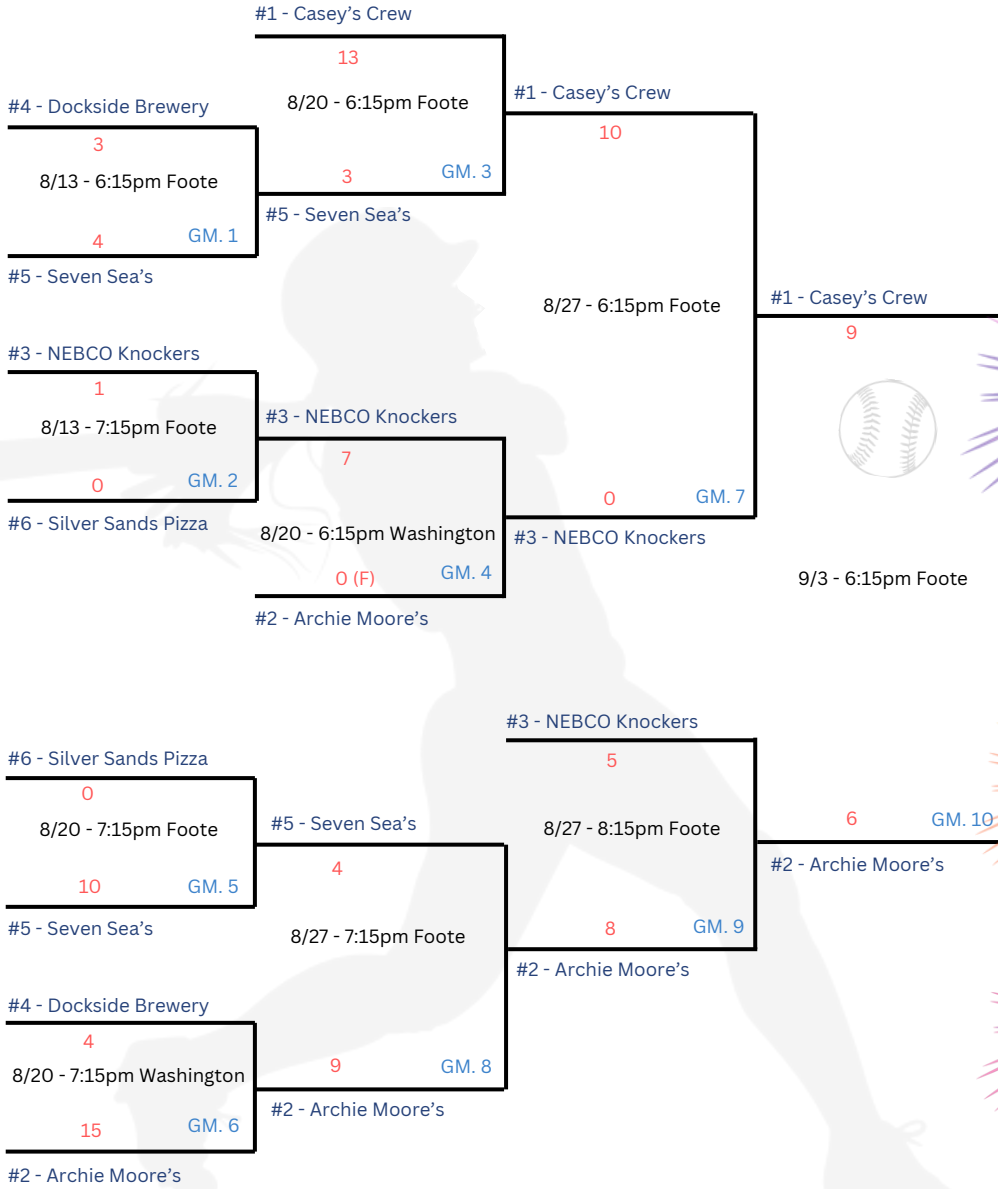 #1 - Casey’s Crew
13
8/20 - 6:15pm Foote
3
GM. 3
#5 - Seven Sea’s
#4 - Dockside Brewery
3
8/13 - 6:15pm Foote
4
GM. 1
#5 - Seven Sea’s
#1 - Casey’s Crew
10
8/27 - 6:15pm Foote
0
GM. 7
#3 - NEBCO Knockers
#3 - NEBCO Knockers
1
8/13 - 7:15pm Foote
0
GM. 2
#6 - Silver Sands Pizza
#3 - NEBCO Knockers
7
8/20 - 6:15pm Washington
0 (F)
GM. 4
#2 - Archie Moore’s
#1 - Casey’s Crew
9
9/3 - 6:15pm Foote
6
GM. 10
#2 - Archie Moore’s
#3 - NEBCO Knockers
5
8/27 - 8:15pm Foote
8
GM. 9
#2 - Archie Moore’s
#6 - Silver Sands Pizza
0
8/20 - 7:15pm Foote
10
GM. 5
#5 - Seven Sea’s
#5 - Seven Sea’s
4
8/27 - 7:15pm Foote
9
GM. 8
#2 - Archie Moore’s
#4 - Dockside Brewery
4
8/20 - 7:15pm Washington
15
GM. 6
#2 - Archie Moore’s